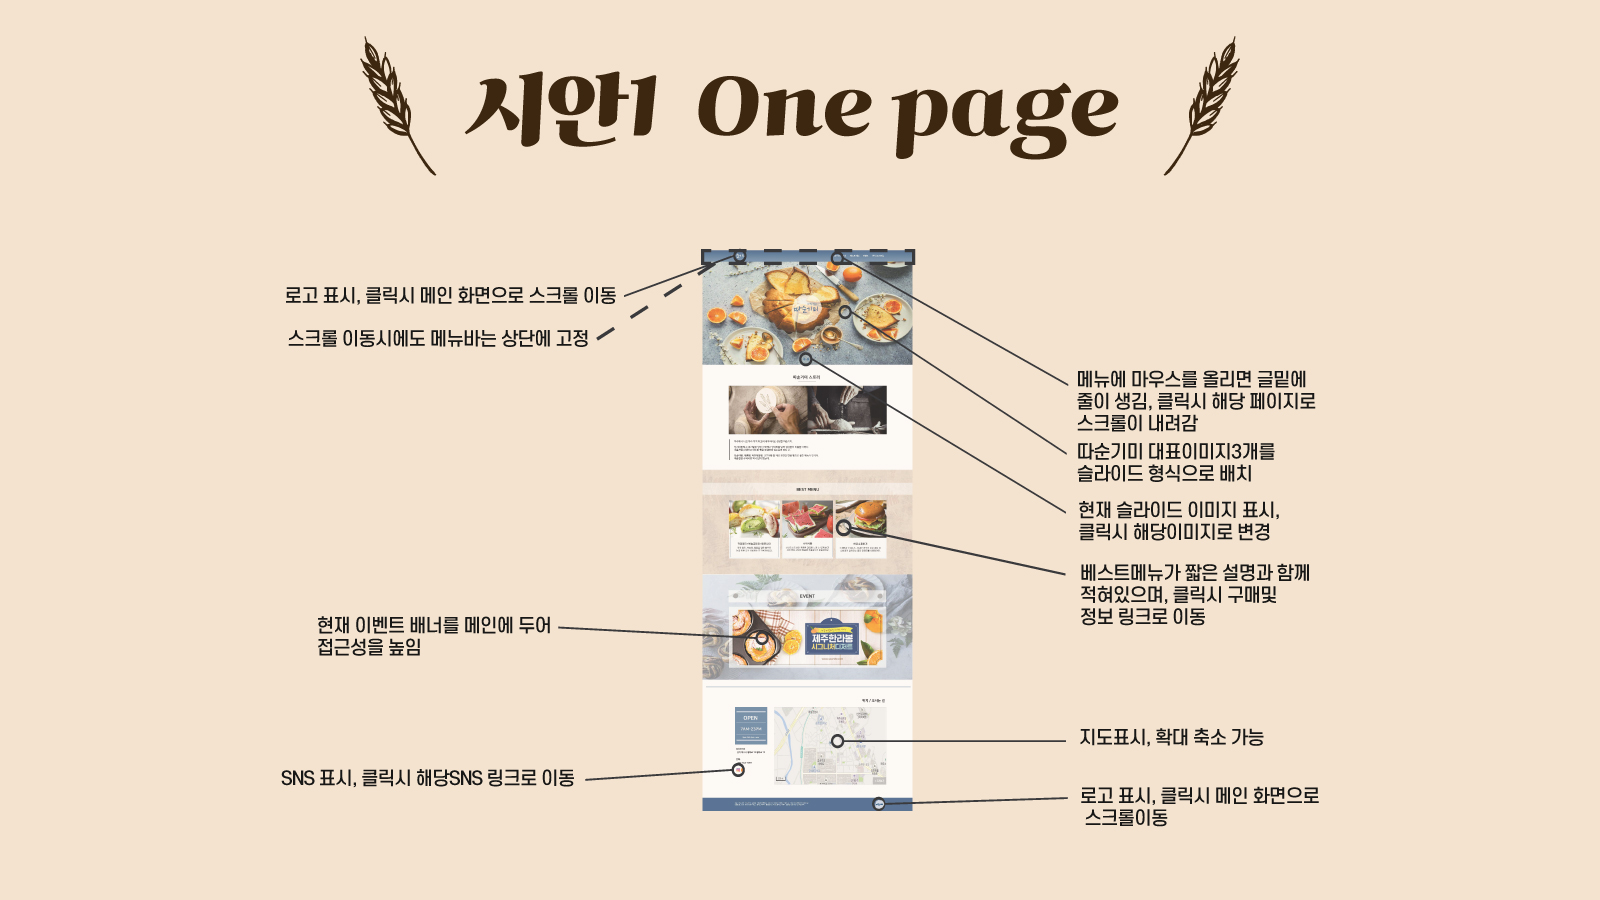 시안1 One page
로고 표시, 클릭시 메인 화면으로 스크롤 이동
스크롤 이동시에도 메뉴바는 상단에 고정
메뉴에 마우스를 올리면 글밑에
줄이 생김, 클릭시 해당 페이지로
스크롤이 내려감
따순기미 대표이미지3개를
슬라이드 형식으로 배치
현재 슬라이드 이미지 표시,
클릭시 해당이미지로 변경
베스트메뉴가 짧은 설명과 함께
적혀있으며, 클릭시 구매및
정보 링크로 이동
현재 이벤트 배너를 메인에 두어
접근성을 높임
지도표시, 확대 축소 가능
SNS 표시, 클릭시 해당SNS 링크로 이동
로고 표시, 클릭시 메인 화면으로
스크롤이동
따순기미
따순기미 스토리
BEST MENU
EVENT
제주한라봉
시그니처디저트
OPEN